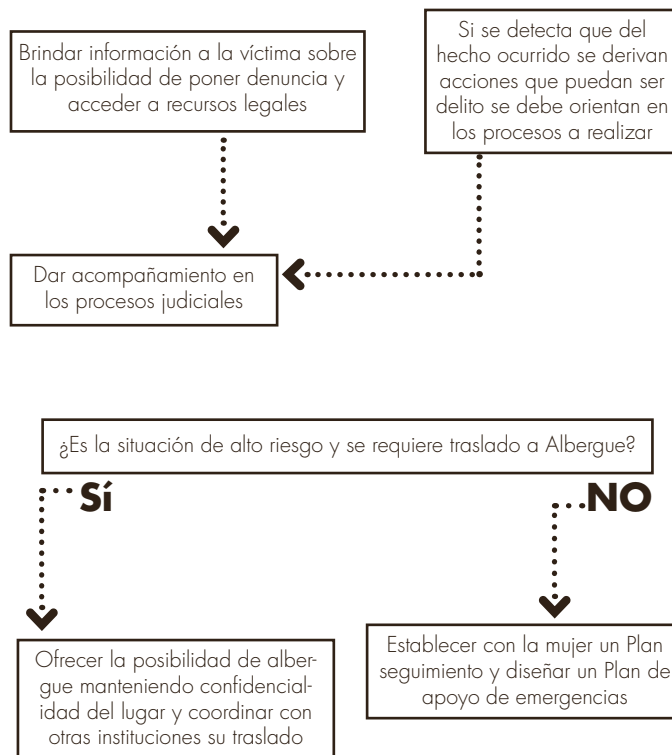 Brindar información a la víctima sobre
la posibilidad de poner denuncia y
acceder a recursos legales
Si se detecta que del
hecho ocurrido se derivan
acciones que puedan ser
delito se debe orientan en
los procesos a realizar
Dar acompañamiento en
los procesos judiciales
¿Es la situación de alto riesgo y se requiere traslado a Albergue?
Sí
NO
Ofrecer la posibilidad de alber-
gue manteniendo confidencial-
idad del lugar y coordinar con
otras instituciones su traslado
Establecer con la mujer un Plan
seguimiento y diseñar un Plan de
apoyo de emergencias